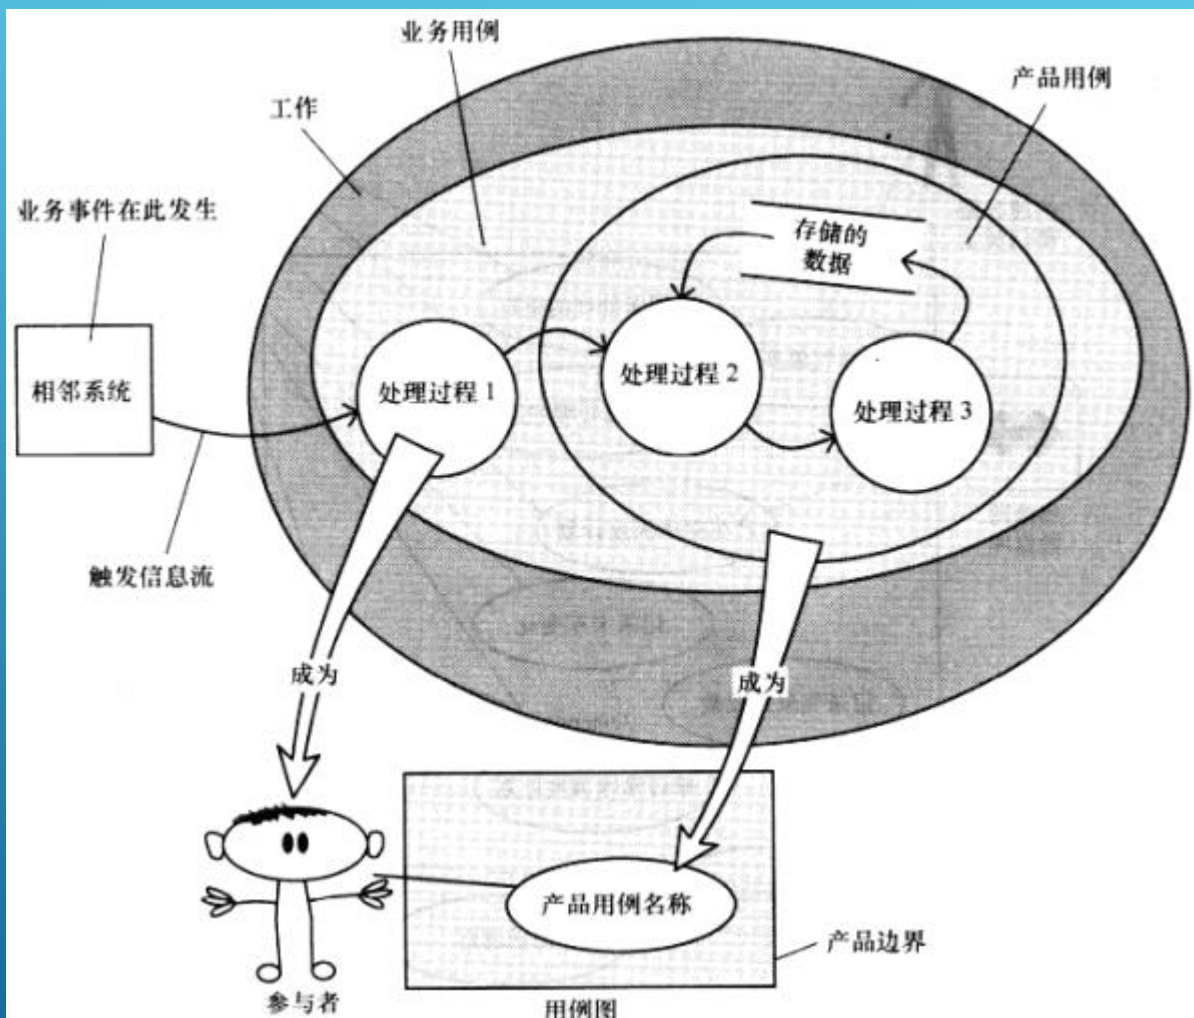 业务用例
产品用例
工作
业务事件在此发生
存储的
数据
相邻系统
处理过程 1
处理过程 2
处理过程 3
触发信息流
成为
成为
产品用例名称
产品边界
参与者
用例图